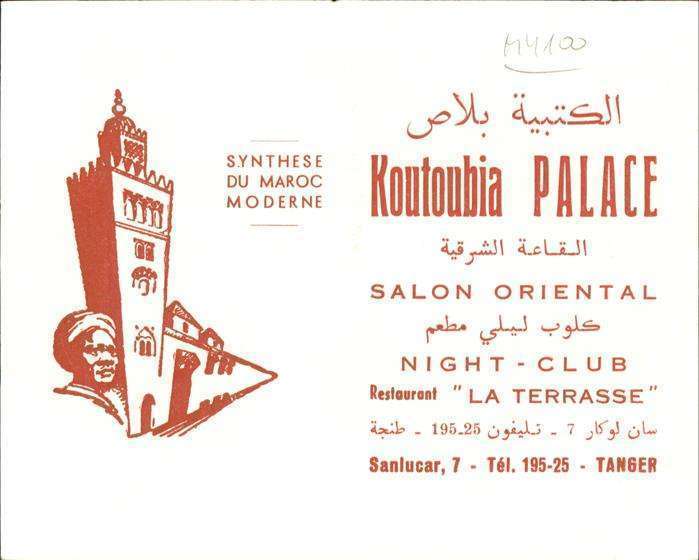 MY100
SYNTHESE
DU MAROC
MODERNE
الكتبية بلاص
Koutoubia PALACE
القاعة الشرقية
SALON ORIENTAL
كلوب ليلي مطعم
NIGHT - CLUB
Restaurant "LA TERRASSE"
سان لوكار 7 - تليفون 25-195 - طنجة
Sanlucar, 7 - Tél. 195-25 - TANGER